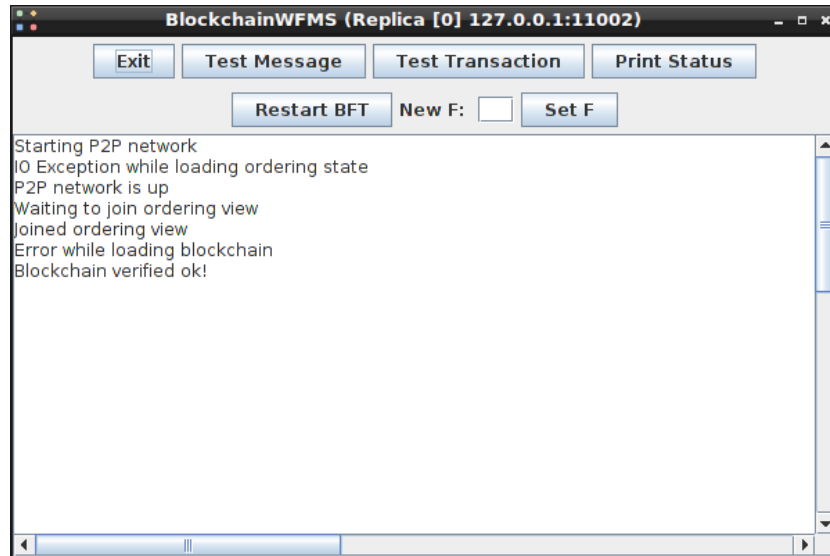 BlockchainWFMS (Replica [0] 127.0.0.1:11002)
Exit Test Message Test Transaction Print Status
Restart BFT New F: Set F
Starting P2P network
IO Exception while loading ordering state
P2P network is up
Waiting to join ordering view
Joined ordering view
Error while loading blockchain
Blockchain verified ok!